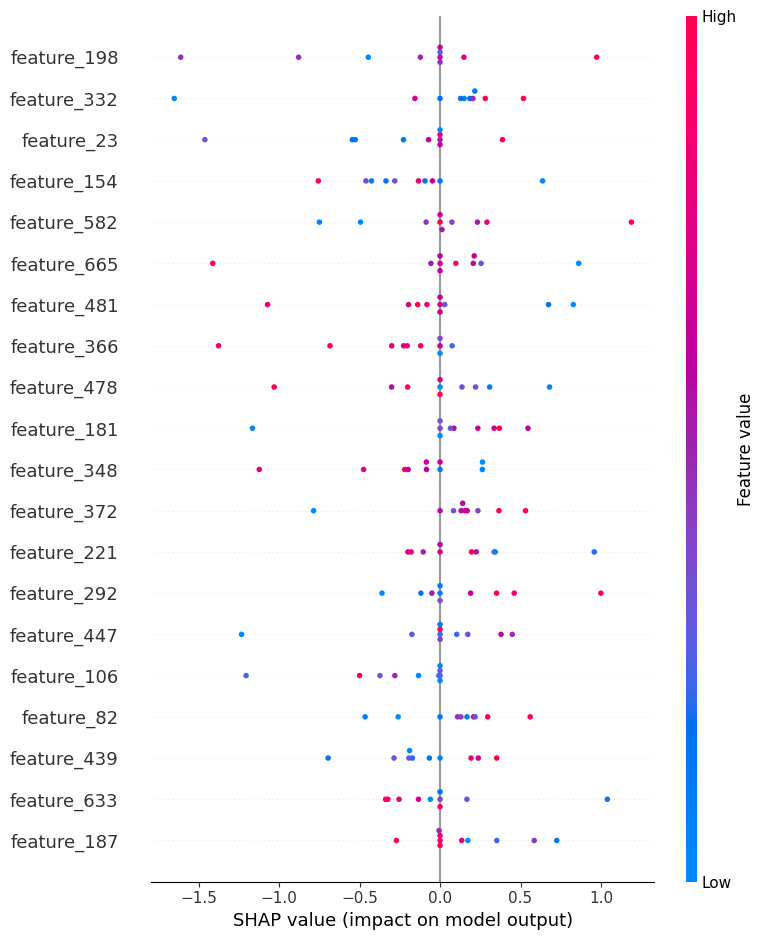 High
feature_198
feature_332
feature_23
feature_154
feature_582
feature_665
feature_481
feature_366
feature_478
feature_181
feature_348
feature_372
feature_221
feature_292
feature_447
feature_106
feature_82
feature_439
feature_633
feature_187
Feature value
Low
−1.5 −1.0 −0.5 0.0 0.5 1.0
SHAP value (impact on model output)